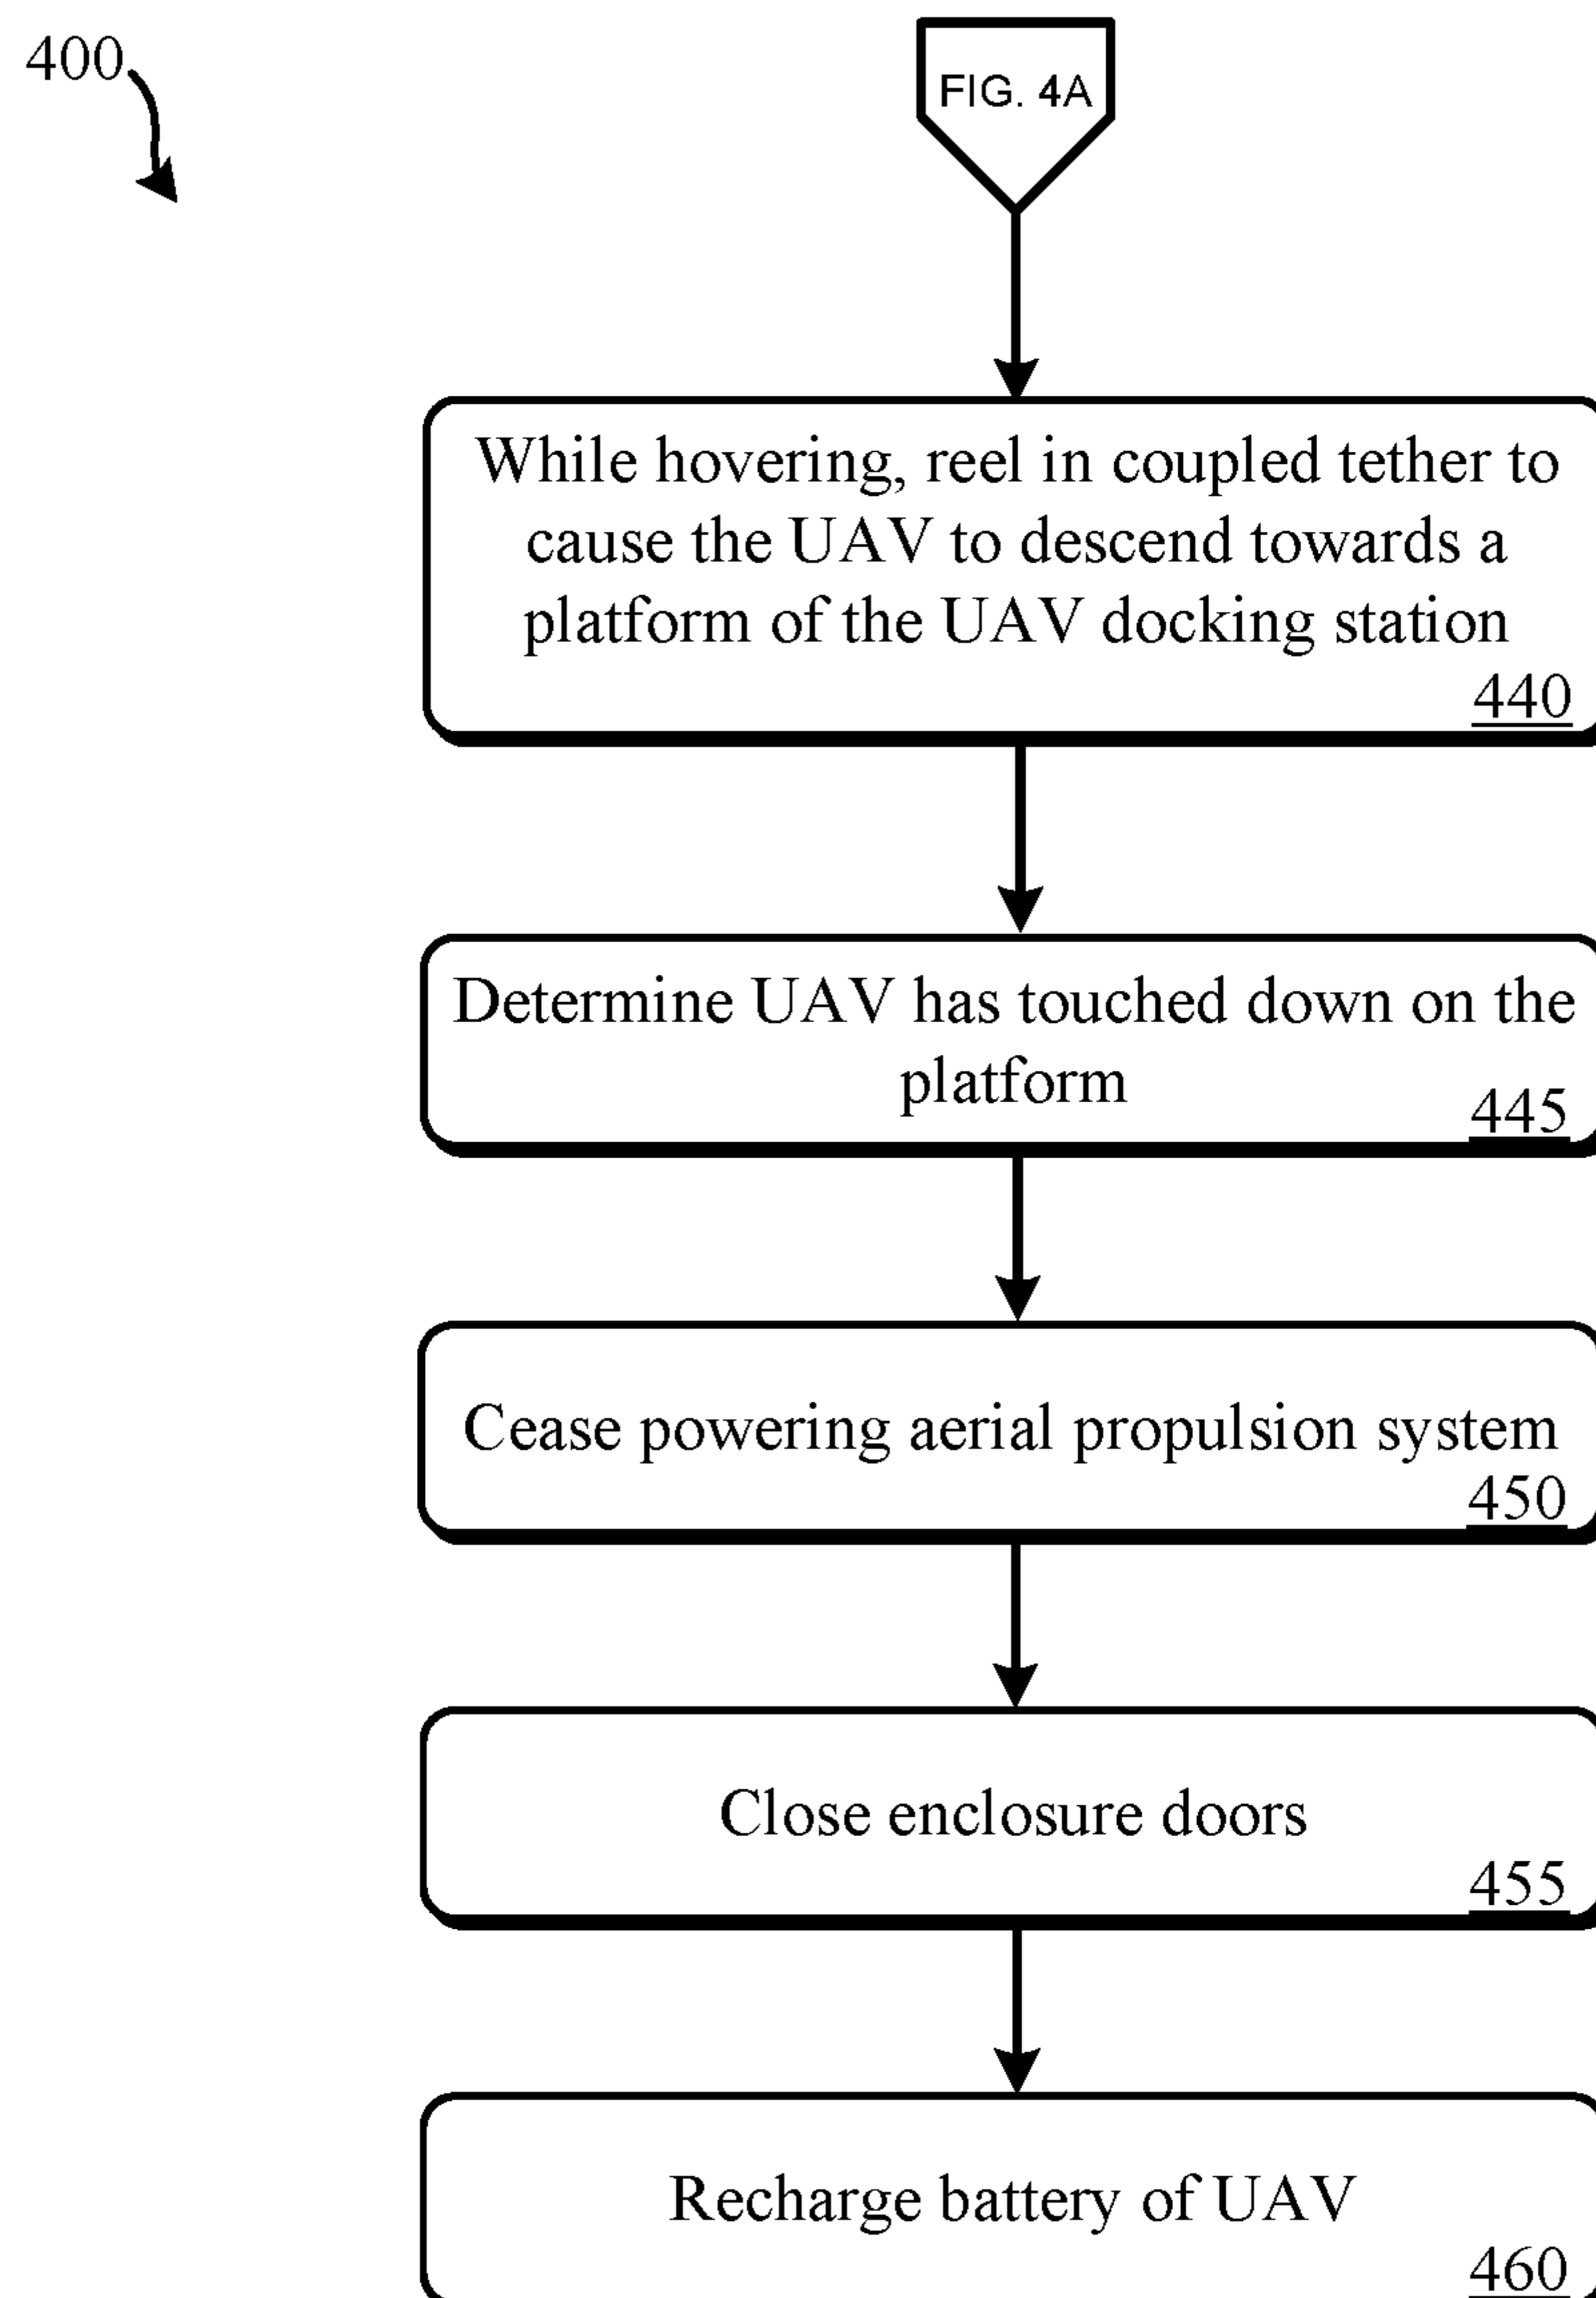 400
FIG. 4A
While hovering, reel in coupled tether to
cause the UAV to descend towards a
platform of the UAV docking station
440
Determine UAV has touched down on the
platform
445
Cease powering aerial propulsion system
450
Close enclosure doors
455
Recharge battery of UAV
460